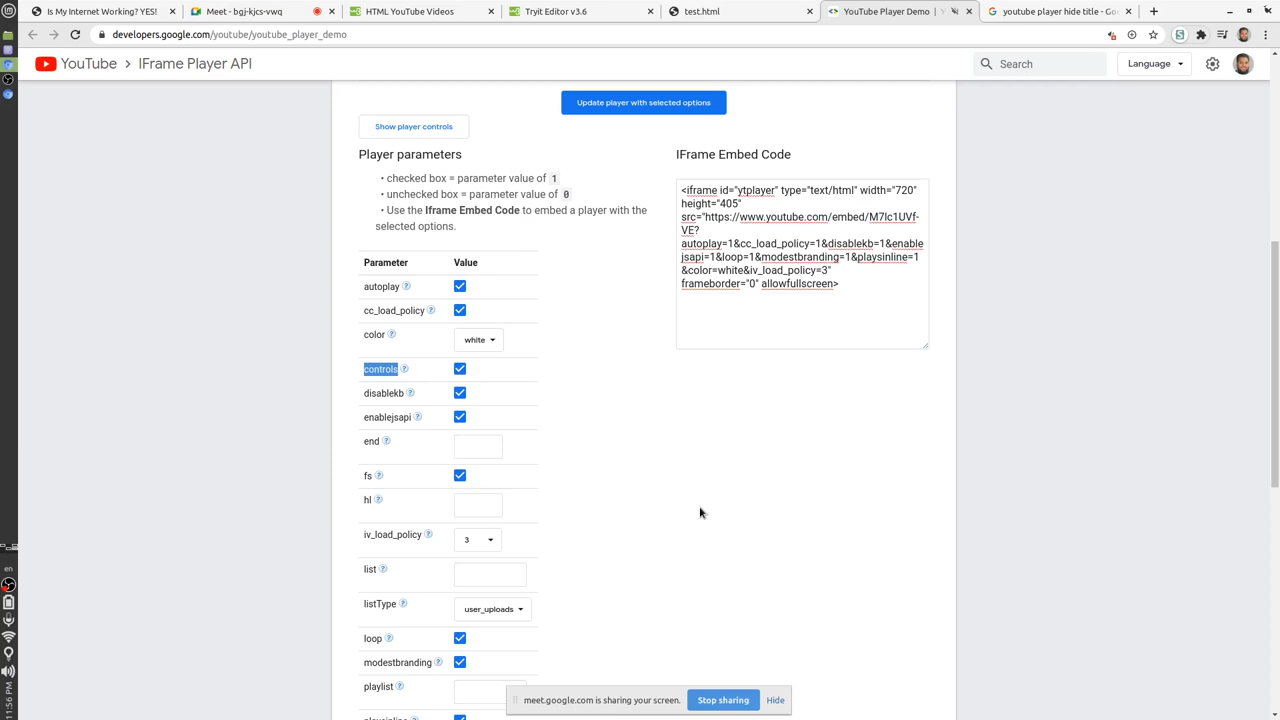 Is My Internet Working? YES!
Meet - bgj-kjcs-vwq
HTML YouTube Videos
Tryit Editor v3.6
test.html
YouTube Player Demo
youtube player hide title - Goo
developers.google.com/youtube/youtube_player_demo
YouTube
IFrame Player API
Search
Language
Update player with selected options
Show player controls
Player parameters
• checked box = parameter value of 1
• unchecked box = parameter value of 0
• Use the Iframe Embed Code to embed a player with the
selected options.
Parameter Value
autoplay
cc_load_policy
color white
controls
disablekb
enablejsapi
end
fs
hl
iv_load_policy 3
list
listType user_uploads
loop
modestbranding
playlist
playsinline
IFrame Embed Code
<iframe id="ytplayer" type="text/html" width="720"
height="405"
src="https://www.youtube.com/embed/M7lc1UVf-
VE?
autoplay=1&cc_load_policy=1&disablekb=1&enable
jsapi=1&loop=1&modestbranding=1&playsinline=1
&color=white&iv_load_policy=3"
frameborder="0" allowfullscreen>
meet.google.com is sharing your screen.
Stop sharing
Hide
en
11:56 PM